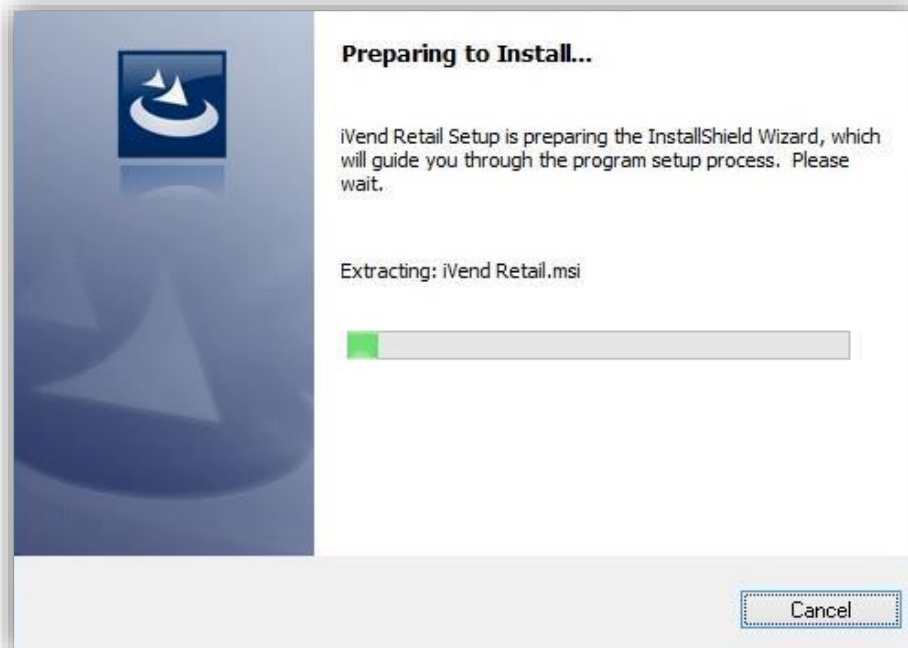 Preparing to Install...
iVend Retail Setup is preparing the InstallShield Wizard, which
will guide you through the program setup process.  Please
wait.
Extracting: iVend Retail.msi
Cancel